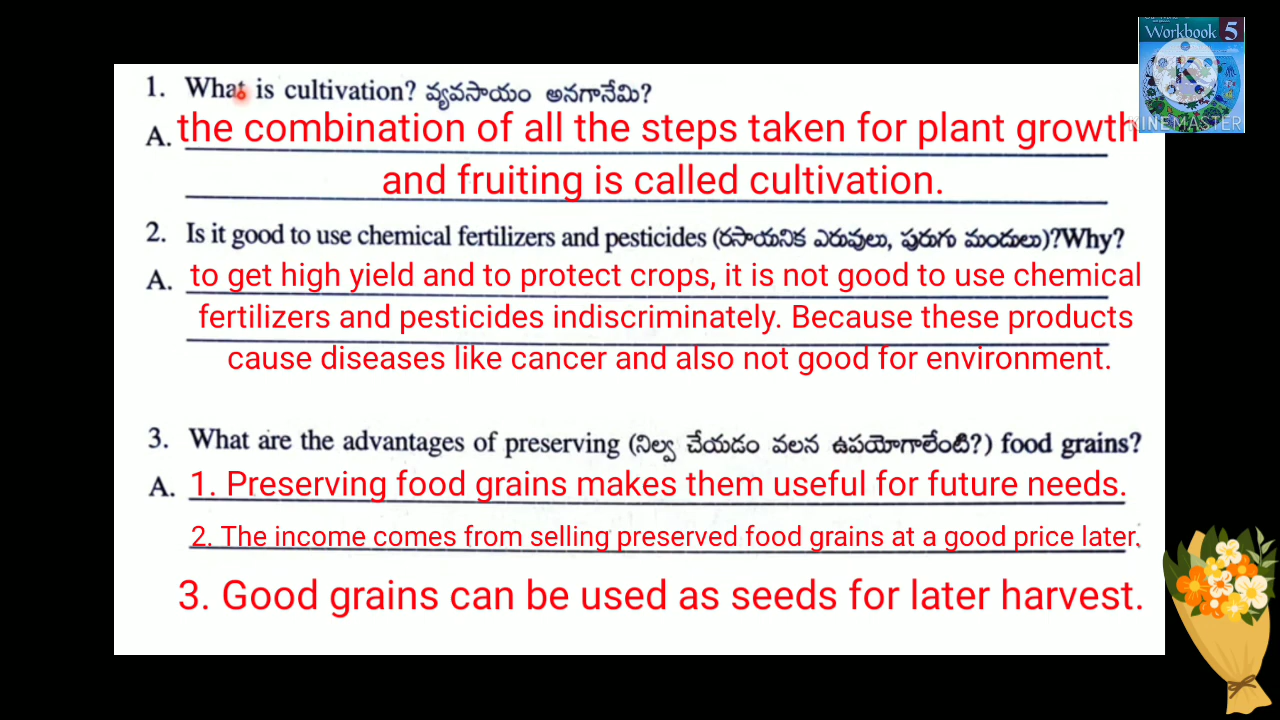 Workbook 5
KINEMASTER
1. What is cultivation? వ్యవసాయం అనగానేమి?
A. the combination of all the steps taken for plant growth
and fruiting is called cultivation.
2. Is it good to use chemical fertilizers and pesticides (రసాయనిక ఎరువులు, పురుగు మందులు)?Why?
A. to get high yield and to protect crops, it is not good to use chemical
fertilizers and pesticides indiscriminately. Because these products
cause diseases like cancer and also not good for environment.
3. What are the advantages of preserving (నిల్వ చేయడం వలన ఉపయోగాలేంటి?) food grains?
A. 1. Preserving food grains makes them useful for future needs.
2. The income comes from selling preserved food grains at a good price later.
3. Good grains can be used as seeds for later harvest.